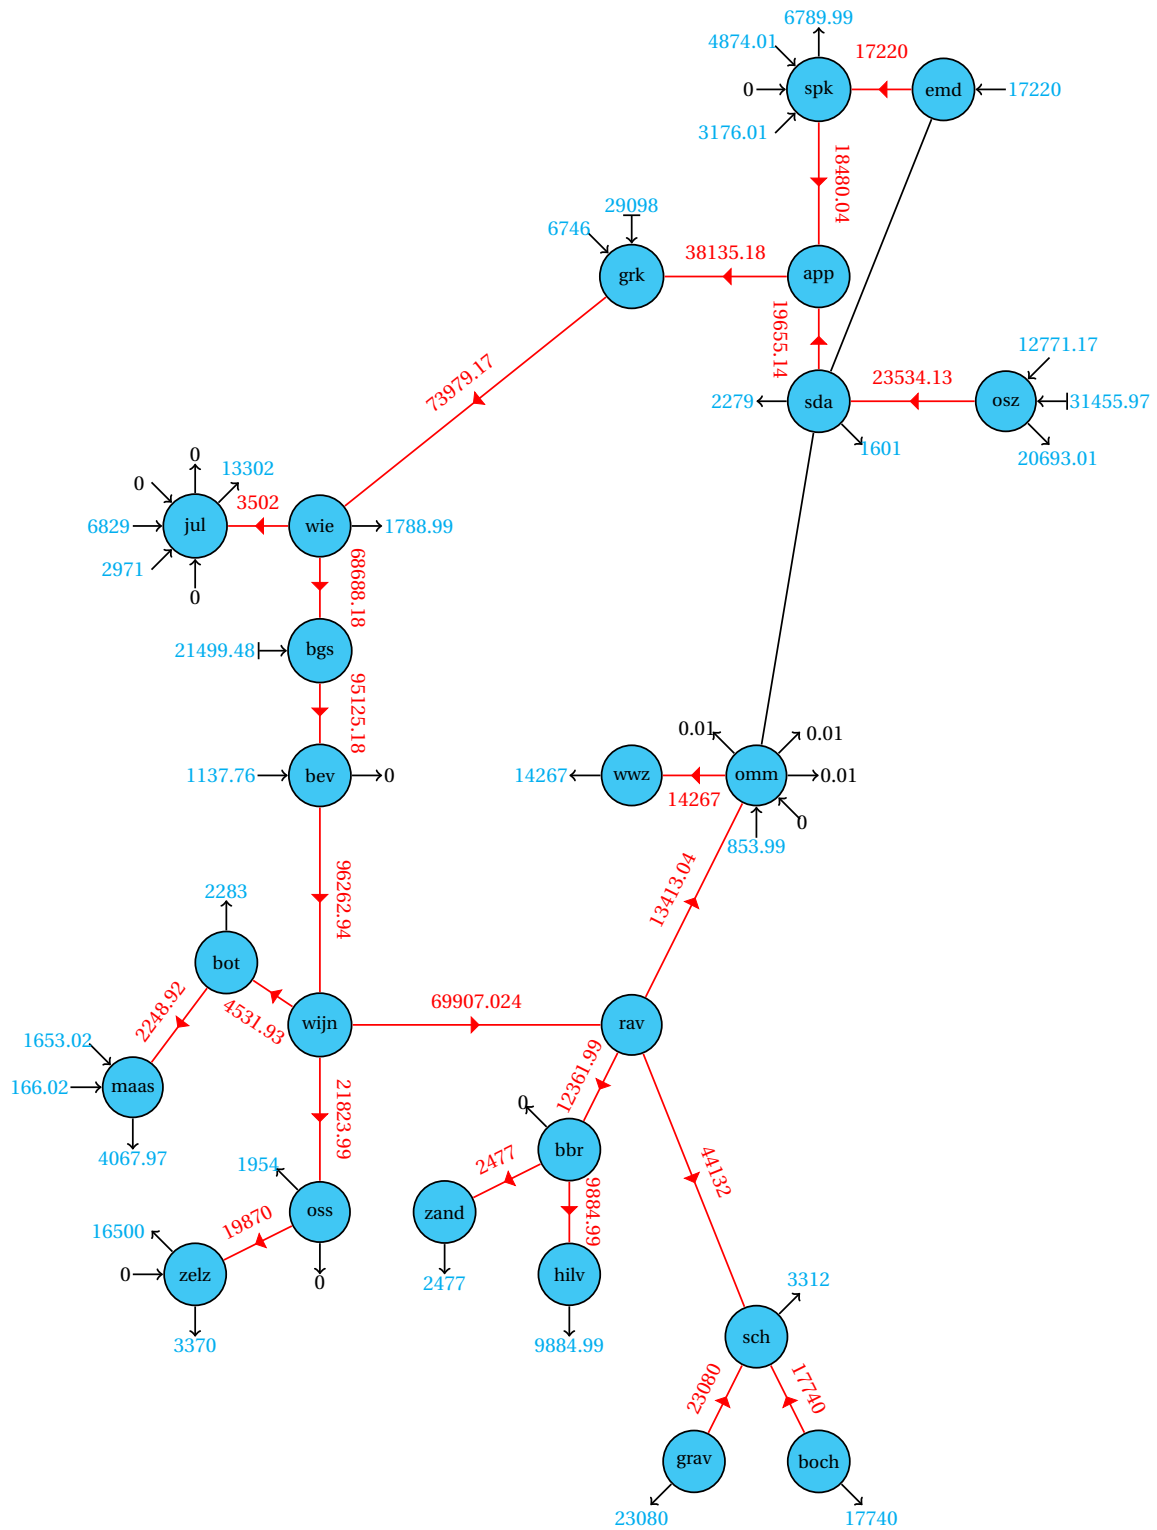 6789.99
4874.01
17220
0
spk
emd
17220
3176.01
18480.04
29098
6746
grk
38135.18
app
19655.14
12771.17
73979.17
2279
sda
23534.13
osz
31455.97
1601
20693.01
0
13302
0
3502
6829
jul
wie
1788.99
2971
68688.18
0
21499.48
bgs
95125.18
0.01
0.01
1137.76
bev
0
14267
wwz
omm
0.01
14267
0
853.99
96262.94
13413.04
2283
bot
2248.92
4531.93
wijn
69907.024
rav
1653.02
166.02
maas
12361.99
21823.99
0
4067.97
bbr
44132
1954
2477
9884.99
16500
19870
oss
zand
0
zelz
0
hilv
2477
3312
3370
9884.99
sch
23080
17740
grav
boch
23080
17740